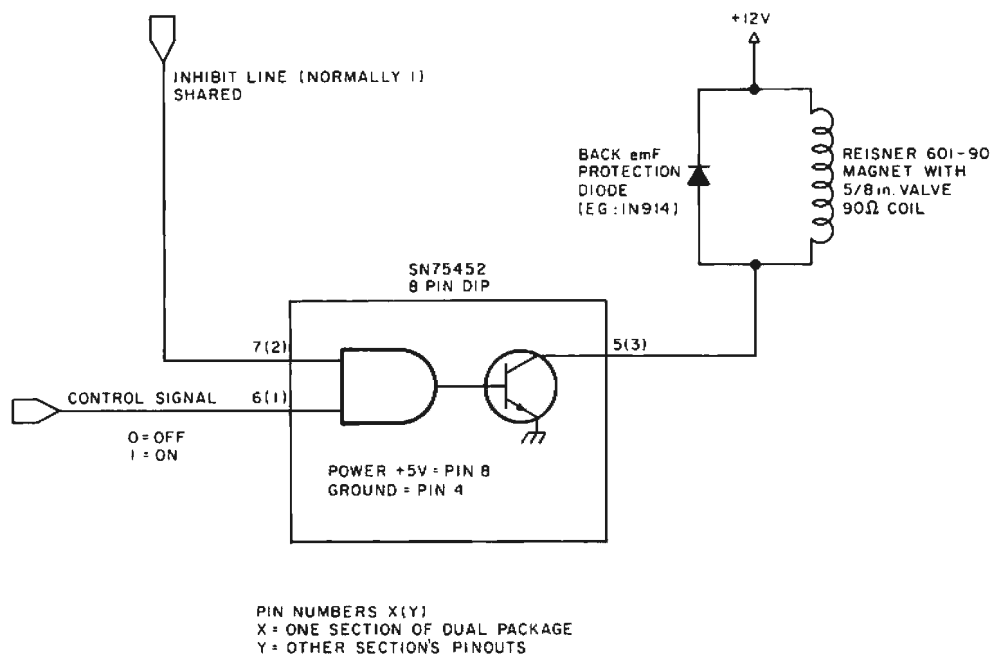 +12V
INHIBIT LINE (NORMALLY 1)
SHARED
BACK emF
PROTECTION
DIODE
(EG:1N914)
REISNER 601-90
MAGNET WITH
5/8 in. VALVE
90Ω COIL
SN75452
8 PIN DIP
7(2)
5(3)
CONTROL SIGNAL
6(1)
0=OFF
1=ON
POWER +5V = PIN 8
GROUND = PIN 4
PIN NUMBERS X(Y)
X = ONE SECTION OF DUAL PACKAGE
Y = OTHER SECTION'S PINOUTS